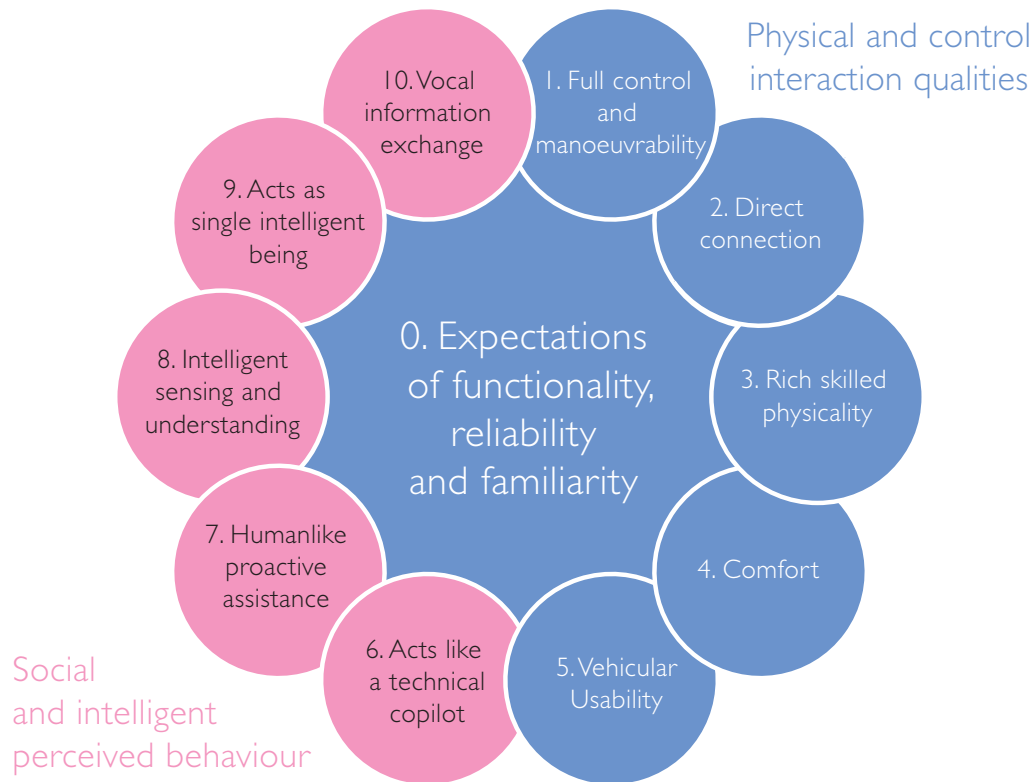 Physical and control
interaction qualities
1. Full control
and
manoeuvrability
2. Direct
connection
3. Rich skilled
physicality
4. Comfort
5. Vehicular
Usability
6. Acts like
a technical
copilot
7. Humanlike
proactive
assistance
8. Intelligent
sensing and
understanding
9. Acts as
single intelligent
being
10. Vocal
information
exchange
0. Expectations
of functionality,
reliability
and familiarity
Social
and intelligent
perceived behaviour